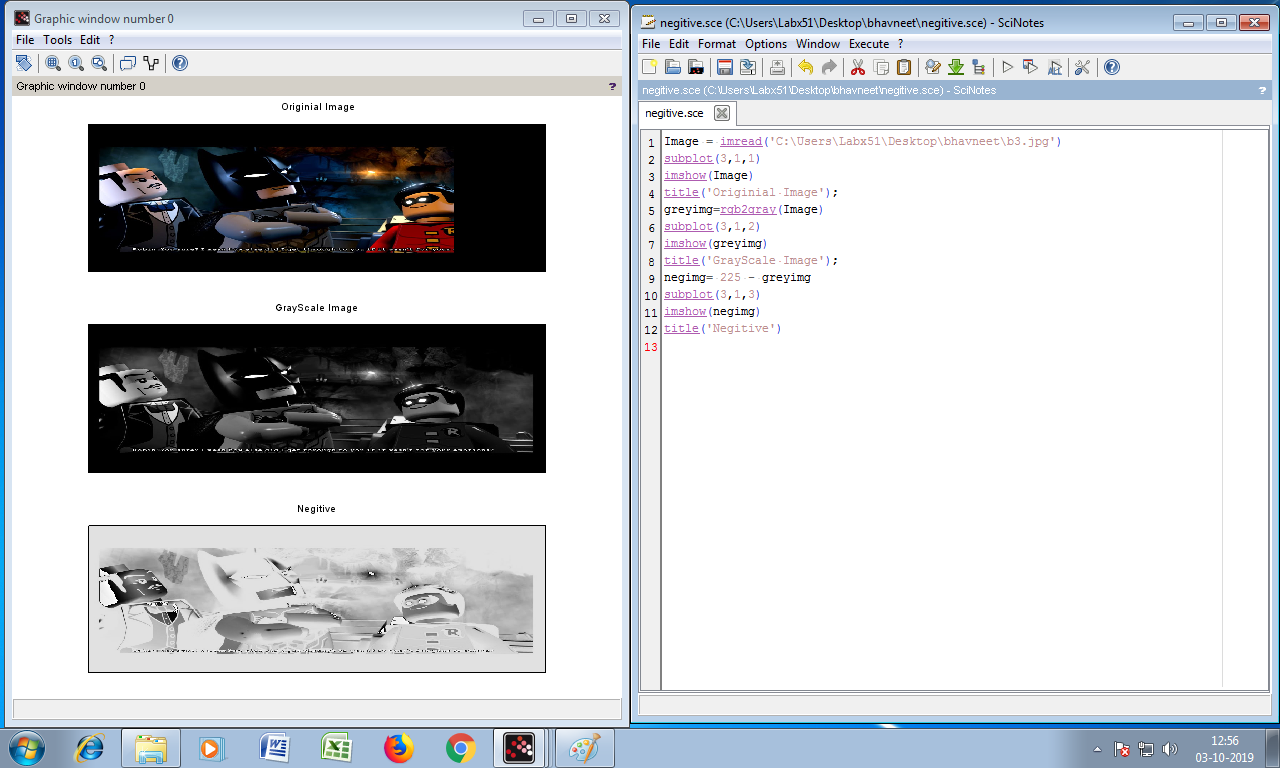 Graphic window number 0
File Tools Edit ?
Graphic window number 0 ?
Originial Image
GrayScale Image
Negitive
negitive.sce (C:\Users\Labx51\Desktop\bhavneet\negitive.sce) - SciNotes
File Edit Format Options Window Execute ?
negitive.sce (C:\Users\Labx51\Desktop\bhavneet\negitive.sce) - SciNotes ?
negitive.sce
1 Image = imread('C:\Users\Labx51\Desktop\bhavneet\b3.jpg')
2 subplot(3,1,1)
3 imshow(Image)
4 title('Originial Image');
5 greyimg=rgb2gray(Image)
6 subplot(3,1,2)
7 imshow(greyimg)
8 title('GrayScale Image');
9 negimg= 225 - greyimg
10 subplot(3,1,3)
11 imshow(negimg)
12 title('Negitive')
13
12:56
03-10-2019